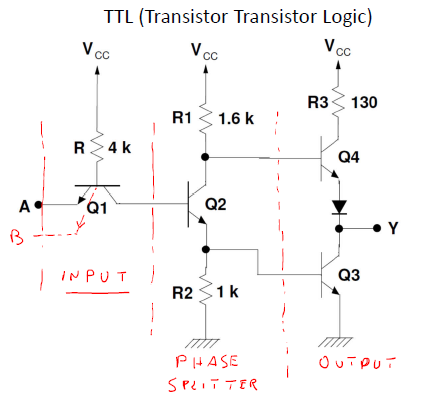 TTL (Transistor Transistor Logic)
VCC VCC VCC
R3 130
R1 1.6 k
R 4 k
Q4
A Q1 Q2
B
Y
INPUT
Q3
R2 1 k
PHASE
SPLITTER
OUTPUT